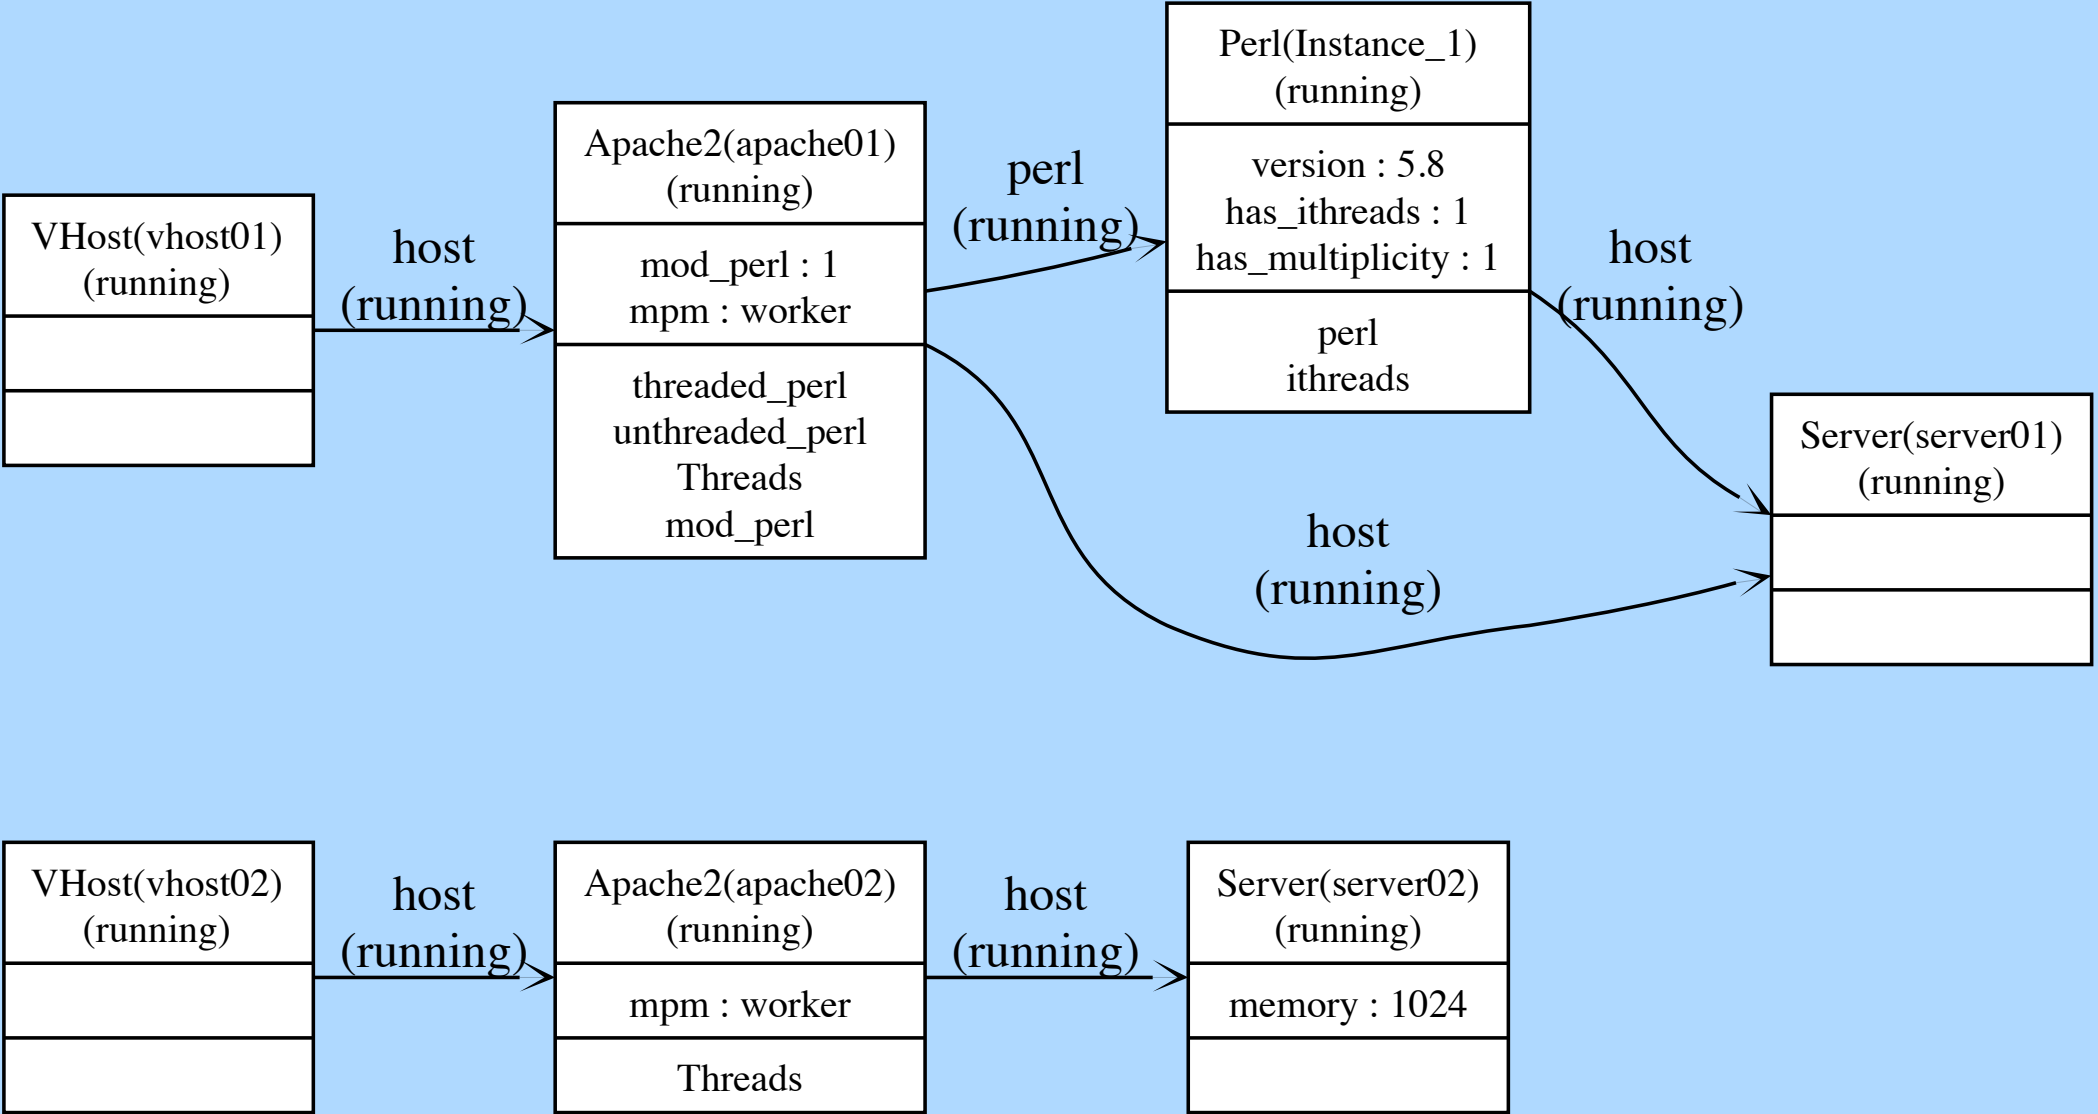 VHost(vhost01)
(running)
host
(running)
Apache2(apache01)
(running)
mod_perl : 1
mpm : worker
threaded_perl
unthreaded_perl
Threads
mod_perl
perl
(running)
Perl(Instance_1)
(running)
version : 5.8
has_ithreads : 1
has_multiplicity : 1
perl
ithreads
host
(running)
host
(running)
Server(server01)
(running)
VHost(vhost02)
(running)
host
(running)
Apache2(apache02)
(running)
mpm : worker
Threads
host
(running)
Server(server02)
(running)
memory : 1024